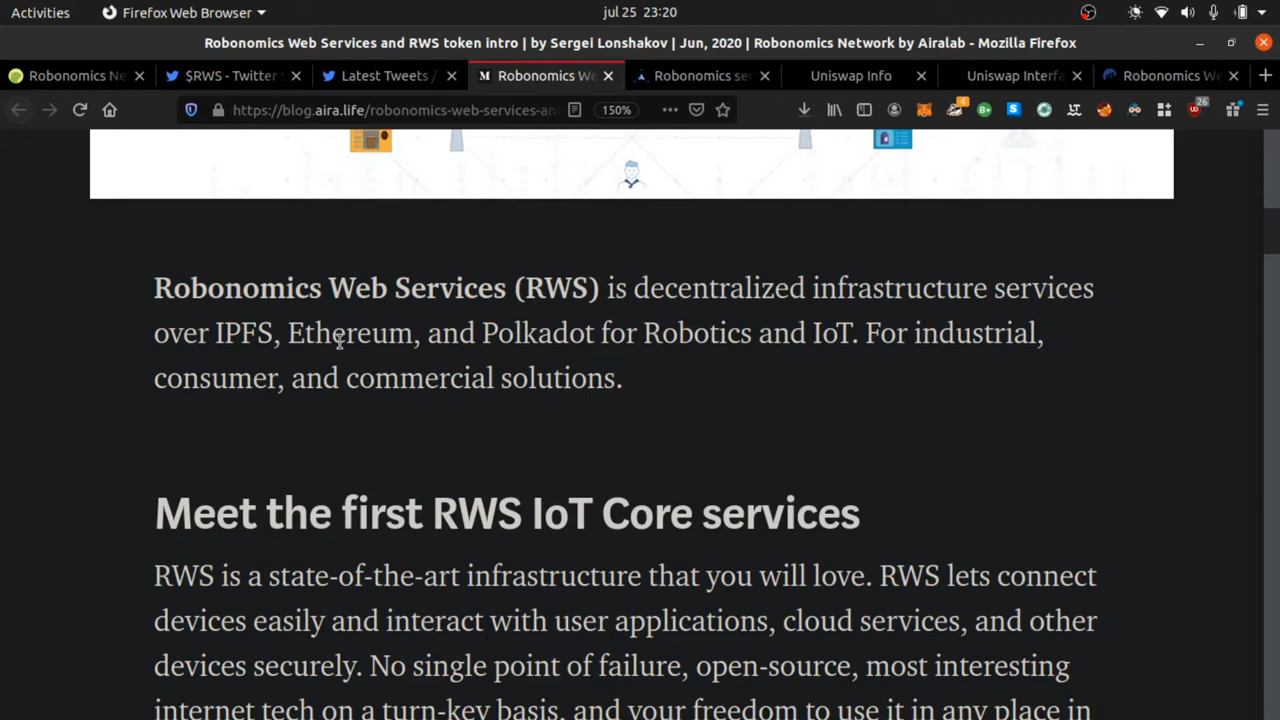 Activities Firefox Web Browser jul 25 23:20
Robonomics Web Services and RWS token intro | by Sergei Lonshakov | Jun, 2020 | Robonomics Network by Airalab - Mozilla Firefox
Robonomics Ne $RWS - Twitter Latest Tweets / Robonomics We Robonomics ser Uniswap Info Uniswap Interfa Robonomics We
https://blog.aira.life/robonomics-web-services-an 150% 4 26
Robonomics Web Services (RWS) is decentralized infrastructure services
over IPFS, Ethereum, and Polkadot for Robotics and IoT. For industrial,
consumer, and commercial solutions.
Meet the first RWS IoT Core services
RWS is a state-of-the-art infrastructure that you will love. RWS lets connect
devices easily and interact with user applications, cloud services, and other
devices securely. No single point of failure, open-source, most interesting
internet tech on a turn-key basis, and your freedom to use it in any place in